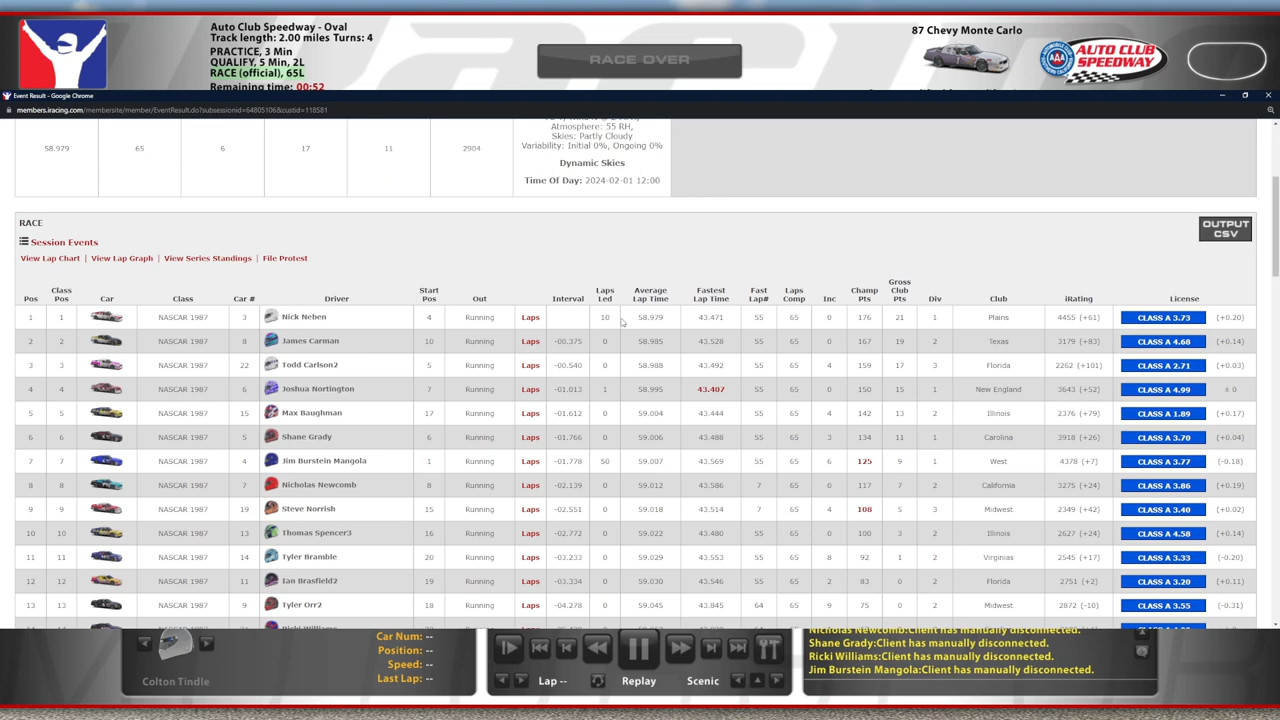 Auto Club Speedway - Oval
Track length: 2.00 miles Turns: 4
PRACTICE, 3 Min
QUALIFY, 5 Min, 2L
RACE (official), 65L
Remaining time: 00:52
RACE OVER
87 Chevy Monte Carlo
AUTO CLUB
SPEEDWAY
Event Result - Google Chrome
members.iracing.com/membersite/member/EventResult.do?subsessionid=64805106&custid=118581
Atmosphere: 55 RH,
Skies: Partly Cloudy
Variability: Initial 0%, Ongoing 0%
58.979 65 6 17 11 2904
Dynamic Skies
Time Of Day: 2024-02-01 12:00
RACE
Session Events
OUTPUT CSV
View Lap Chart | View Lap Graph | View Series Standings | File Protest
Pos Class Pos Car Class Car # Driver Start Pos Out Interval Laps Led Average Lap Time Fastest Lap Time Fast Lap# Laps Comp Inc Champ Pts Gross Club Pts Div Club iRating License
1 1 NASCAR 1987 3 Nick Neben 4 Running Laps 10 58.979 43.471 55 65 0 176 21 1 Plains 4455 (+61) CLASS A 3.73 (+0.20)
2 2 NASCAR 1987 8 James Carman 10 Running Laps -00.375 0 58.985 43.528 55 65 0 167 19 2 Texas 3179 (+83) CLASS A 4.68 (+0.14)
3 3 NASCAR 1987 22 Todd Carlson2 5 Running Laps -00.540 0 58.988 43.492 55 65 4 159 17 3 Florida 2262 (+101) CLASS A 2.71 (+0.03)
4 4 NASCAR 1987 16 Joshua Nortington 7 Running Laps -01.013 1 58.995 43.407 55 65 0 150 15 1 New England 3643 (+52) CLASS A 4.99 ± 0
5 5 NASCAR 1987 15 Max Baughman 17 Running Laps -01.612 0 59.004 43.444 55 65 4 142 13 2 Illinois 2376 (+79) CLASS A 1.89 (+0.17)
6 6 NASCAR 1987 5 Shane Grady 6 Running Laps -01.766 0 59.006 43.488 55 65 3 134 11 1 Carolina 3918 (+26) CLASS A 3.70 (+0.04)
7 7 NASCAR 1987 4 Jim Burstein Mangola 1 Running Laps -01.778 50 59.007 43.569 55 65 6 125 9 1 West 4378 (+7) CLASS A 3.77 (-0.18)
8 8 NASCAR 1987 7 Nicholas Newcomb 8 Running Laps -02.139 0 59.012 43.586 7 65 0 117 7 2 California 3275 (+24) CLASS A 3.86 (+0.19)
9 9 NASCAR 1987 19 Steve Norrish 9 Running Laps -02.551 0 59.018 43.514 7 65 4 108 5 3 Midwest 2349 (+42) CLASS A 3.40 (+0.02)
10 10 NASCAR 1987 13 Thomas Spencer3 16 Running Laps -02.772 0 59.022 43.480 55 65 0 100 3 2 Illinois 2627 (+24) CLASS A 4.58 (+0.14)
11 11 NASCAR 1987 14 Tyler Bramble 20 Running Laps -03.233 0 59.029 43.553 55 65 8 92 1 2 Virginias 2545 (+17) CLASS A 3.33 (-0.20)
12 12 NASCAR 1987 11 Ian Brasfield2 19 Running Laps -03.334 0 59.030 43.546 55 65 2 83 0 2 Florida 2751 (+2) CLASS A 3.20 (+0.11)
13 13 NASCAR 1987 9 Tyler Orr2 18 Running Laps -04.278 0 59.045 43.845 64 65 9 75 0 2 Midwest 2872 (-10) CLASS A 3.55 (-0.31)
Colton Tindle
Car Num: --
Position: --
Speed: --
Last Lap: --
Lap -- Replay Scenic
Nicholas Newcomb:Client has manually disconnected.
Shane Grady:Client has manually disconnected.
Ricki Williams:Client has manually disconnected.
Jim Burstein Mangola:Client has manually disconnected.